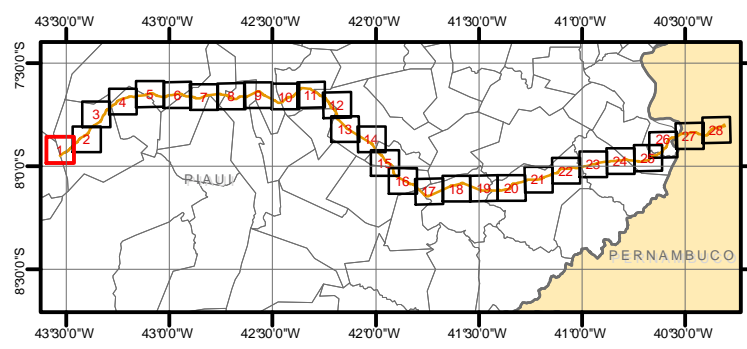 43°30'0"W 43°0'0"W 42°30'0"W 42°0'0"W 41°30'0"W 41°0'0"W 40°30'0"W
7°30'0"S
8°0'0"S
8°30'0"S
1 2 3 4 5 6 7 8 9 10 11 12 13 14 15 16 17 18 19 20 21 22 23 24 25 26 27 28
PIAUI
PERNAMBUCO
43°30'0"W 43°0'0"W 42°30'0"W 42°0'0"W 41°30'0"W 41°0'0"W 40°30'0"W